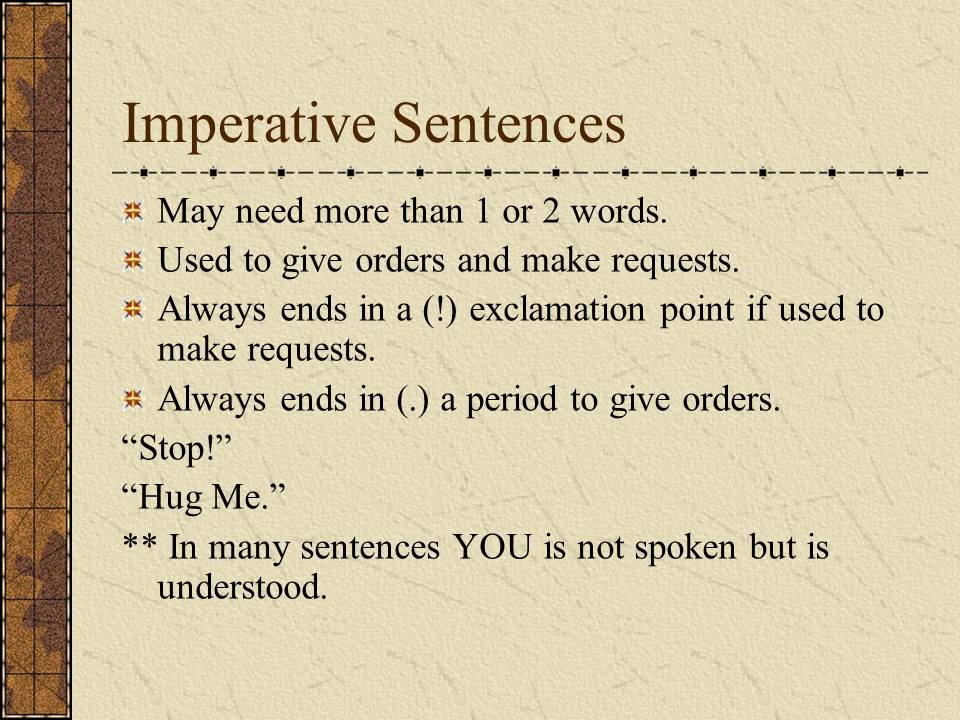 Imperative Sentences
May need more than 1 or 2 words.
Used to give orders and make requests.
Always ends in a (!) exclamation point if used to
make requests.
Always ends in (.) a period to give orders.
“Stop!”
“Hug Me.”
** In many sentences YOU is not spoken but is
understood.